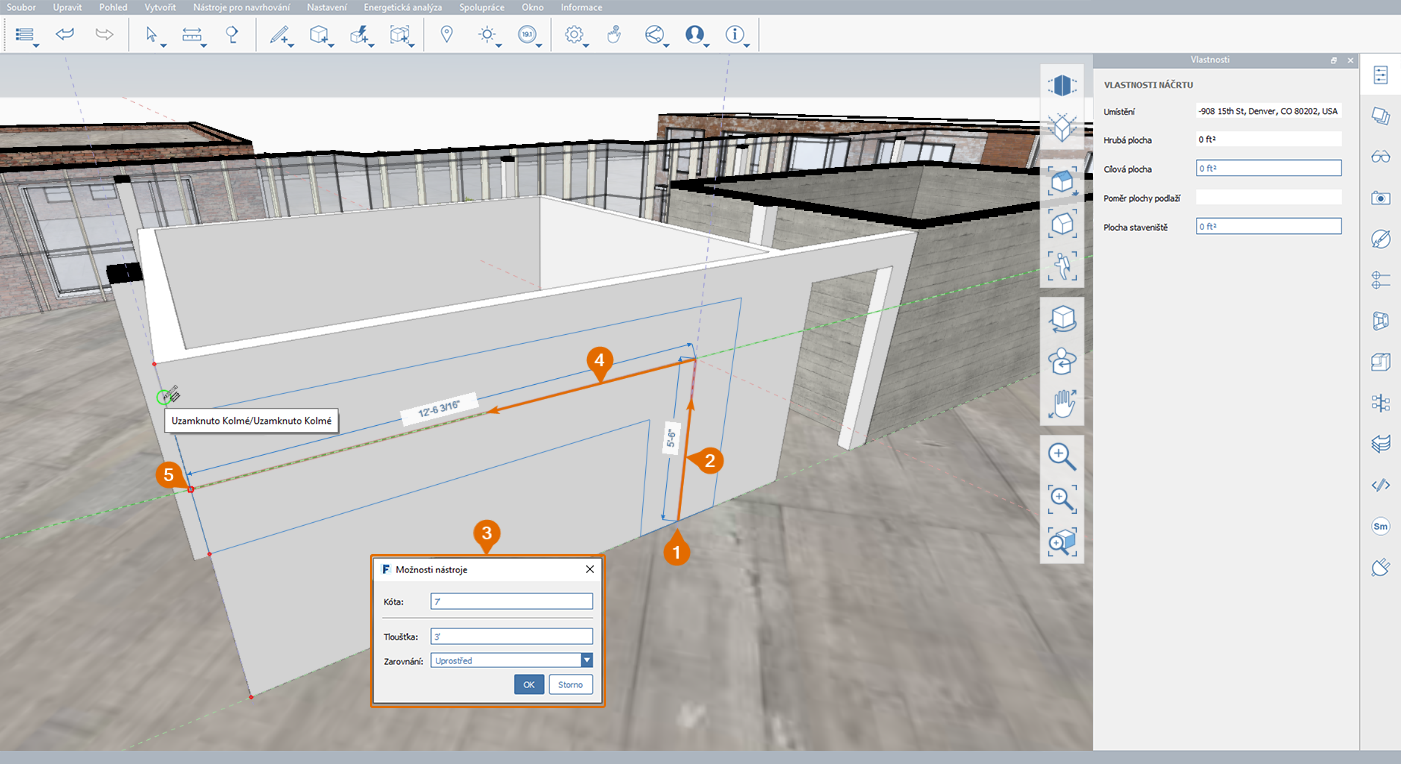 Soubor Upravit Pohled Vytvořit Nástroje pro navrhování Nastavení Energetická analýza Spolupráce Okno Informace
19.1
Vlastnosti
VLASTNOSTI NÁČRTU
Umístění -908 15th St, Denver, CO 80202, USA
Hrubá plocha 0 ft²
Cílová plocha 0 ft²
Poměr plochy podlaží
Plocha staveniště 0 ft²
Sm
4
12'-6 3/16"
Uzamknuto Kolmé/Uzamknuto Kolmé
5'-6"
2
5
3
1
F Možnosti nástroje
Kóta: 7'
Tloušťka: 3'
Zarovnání: Uprostřed
OK Storno